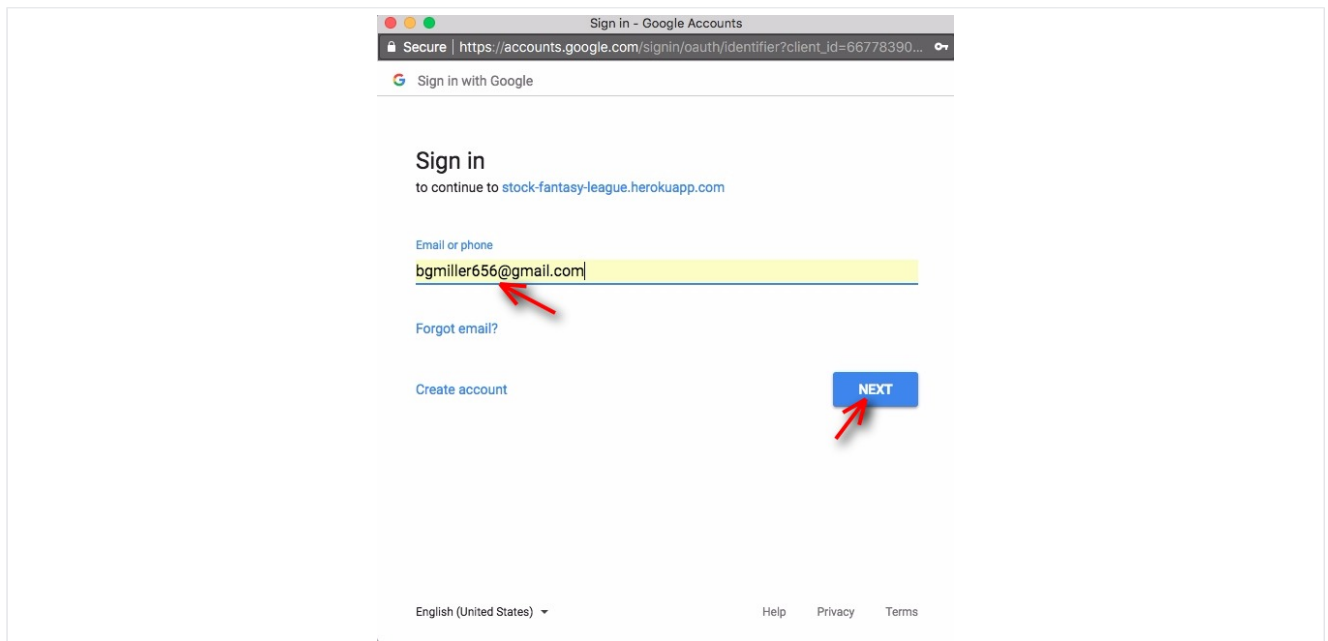 Sign in - Google Accounts
Secure | https://accounts.google.com/signin/oauth/identifier?client_id=66778390...
Sign in with Google
Sign in
to continue to stock-fantasy-league.herokuapp.com
Email or phone
bgmiller656@gmail.com
Forgot email?
Create account NEXT
English (United States) Help Privacy Terms